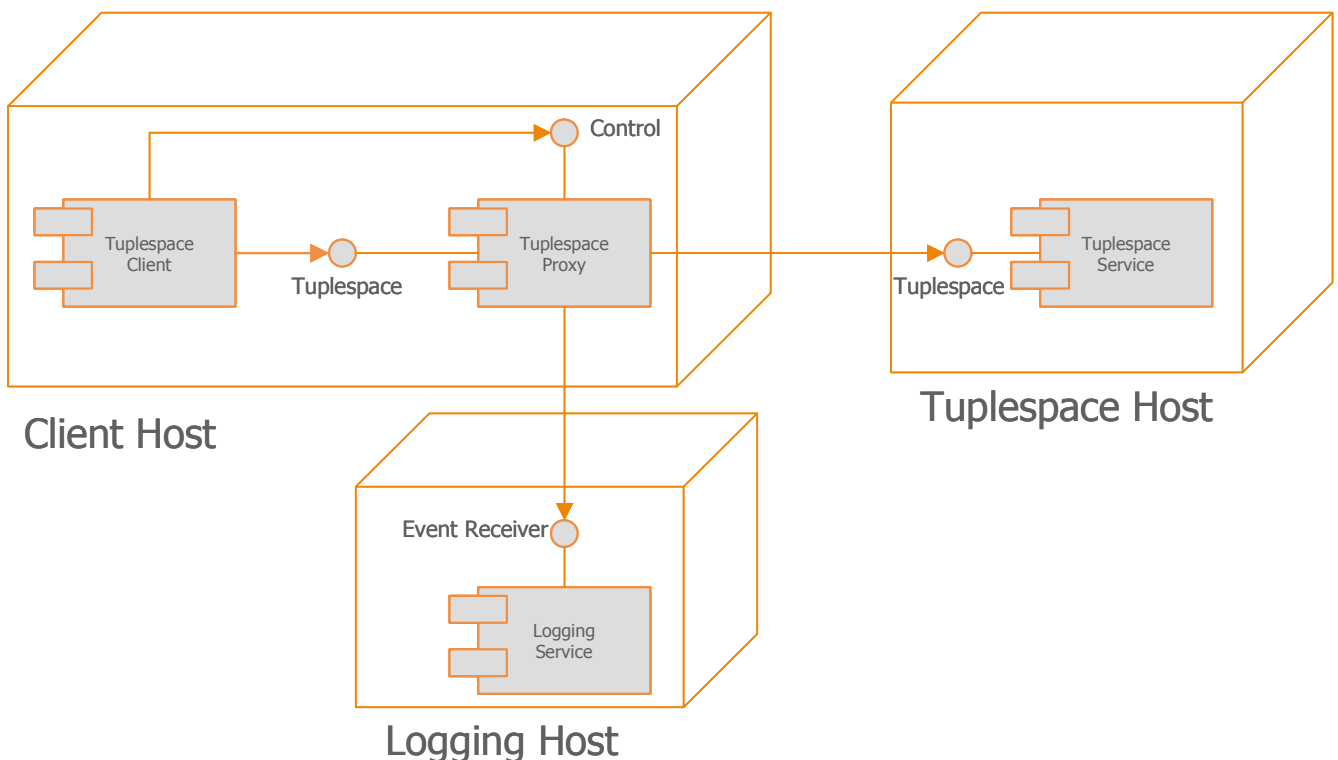 Control
Tuplespace
Client
Tuplespace
Proxy
Tuplespace
Service
Tuplespace
Tuplespace
Client Host
Tuplespace Host
Event Receiver
Logging
Service
Logging Host